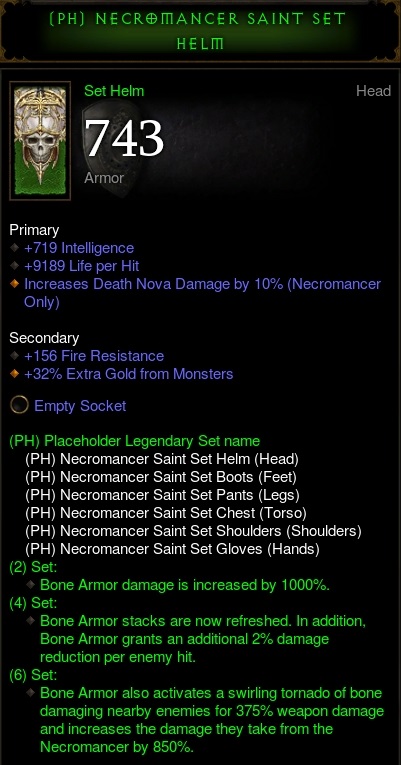 (PH) NECROMANCER SAINT SET
HELM
Set Helm
Head
743
Armor
Primary
+719 Intelligence
+9189 Life per Hit
Increases Death Nova Damage by 10% (Necromancer
Only)
Secondary
+156 Fire Resistance
+32% Extra Gold from Monsters
Empty Socket
(PH) Placeholder Legendary Set name
(PH) Necromancer Saint Set Helm (Head)
(PH) Necromancer Saint Set Boots (Feet)
(PH) Necromancer Saint Set Pants (Legs)
(PH) Necromancer Saint Set Chest (Torso)
(PH) Necromancer Saint Set Shoulders (Shoulders)
(PH) Necromancer Saint Set Gloves (Hands)
(2) Set:
Bone Armor damage is increased by 1000%.
(4) Set:
Bone Armor stacks are now refreshed. In addition,
Bone Armor grants an additional 2% damage
reduction per enemy hit.
(6) Set:
Bone Armor also activates a swirling tornado of bone
damaging nearby enemies for 375% weapon damage
and increases the damage they take from the
Necromancer by 850%.